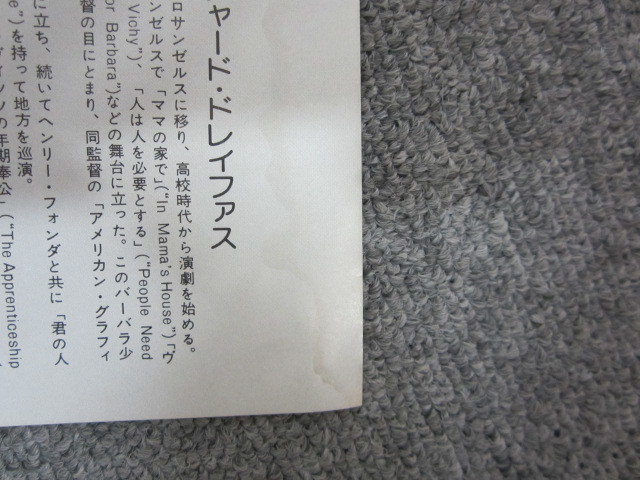 ャード・ドレイファス
ロサンゼルスに移り、高校時代から演劇を始める。
ンゼルスで「ママの家で」(“In Mama's House”)「ヴ
Vichy”)、「人は人を必要とする」(“People Need
or Barbara”)などの舞台に立った。このバーバラ少
督の目にとまり、同監督の「アメリカン・グラフィ
に立ち、続いてヘンリー・フォンダと共に「君の人
e”)を持って地方を巡演。
の年期奉公」(“The Apprenticeship